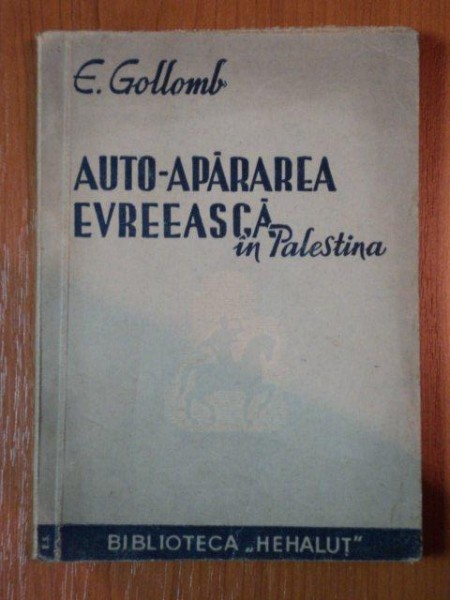 E. Gollomb
AUTO-APĂRAREA
EVREEASCĂ
în Palestina
BIBLIOTECA „HEHALUȚ"